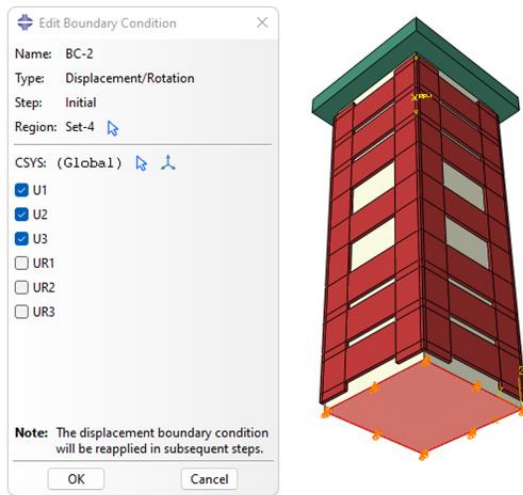 Edit Boundary Condition
Name: BC-2
Type: Displacement/Rotation
Step: Initial
Region: Set-4
CSYS: (Global)
U1
U2
U3
UR1
UR2
UR3
Note: The displacement boundary condition
will be reapplied in subsequent steps.
OK Cancel